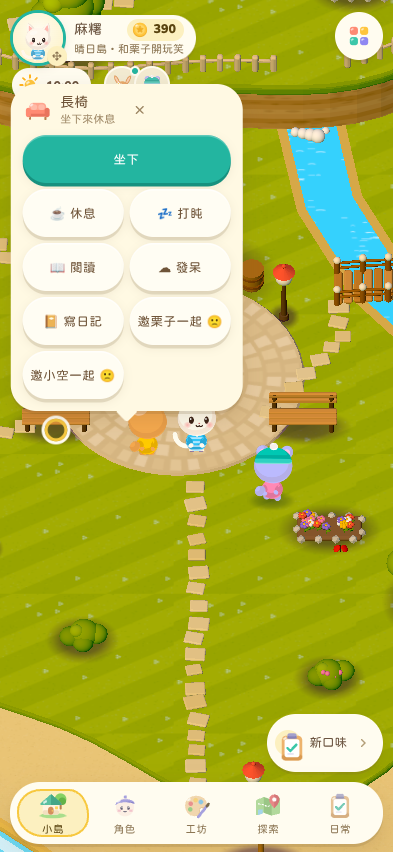 麻糬
390
晴日島・和栗子開玩笑
長椅
坐下來休息
坐下
休息
打盹
閱讀
發呆
寫日記
邀栗子一起
邀小空一起
新口味
小島
角色
工坊
探索
日常